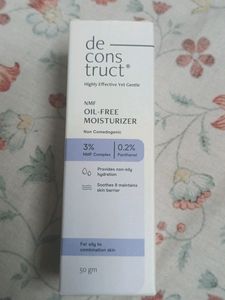 de
cons
truct®
Highly Effective Yet Gentle
NMF
OIL-FREE
MOISTURIZER
Non Comedogenic
3% 0.2%
NMF Complex Panthenol
Provides non-oily
hydration
Soothes & maintains
skin barrier
For oily to
combination skin
50 gm